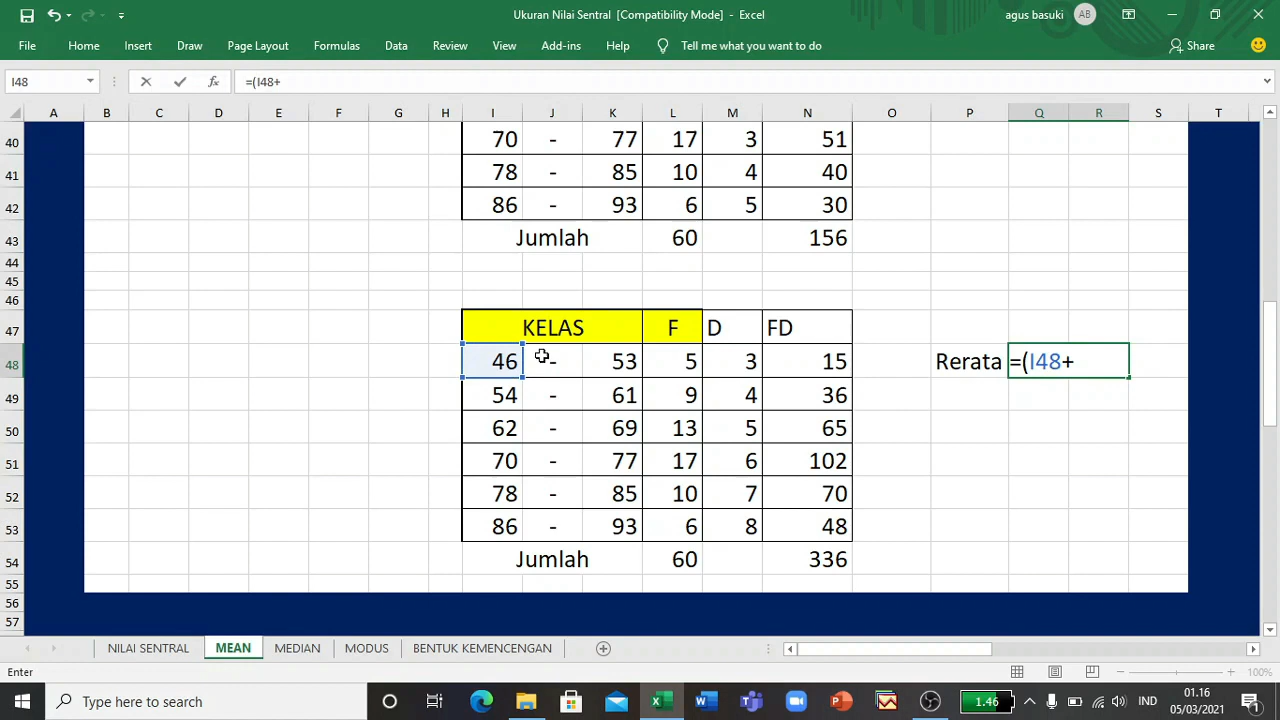 Ukuran Nilai Sentral [Compatibility Mode] - Excel
agus basuki AB
File Home Insert Draw Page Layout Formulas Data Review View Add-ins Help Tell me what you want to do Share
I48 fx =(I48+
A B C D E F G H I J K L M N O P Q R S T
40 70 - 77 17 3 51
41 78 - 85 10 4 40
42 86 - 93 6 5 30
43 Jumlah 60 156
44
45
46
47 KELAS F D FD
48 46 - 53 5 3 15 Rerata =(I48+
49 54 - 61 9 4 36
50 62 - 69 13 5 65
51 70 - 77 17 6 102
52 78 - 85 10 7 70
53 86 - 93 6 8 48
54 Jumlah 60 336
55
56
57
NILAI SENTRAL MEAN MEDIAN MODUS BENTUK KEMENCENGAN
Enter 100%
Type here to search 1.46 IND 01.16
05/03/2021 1